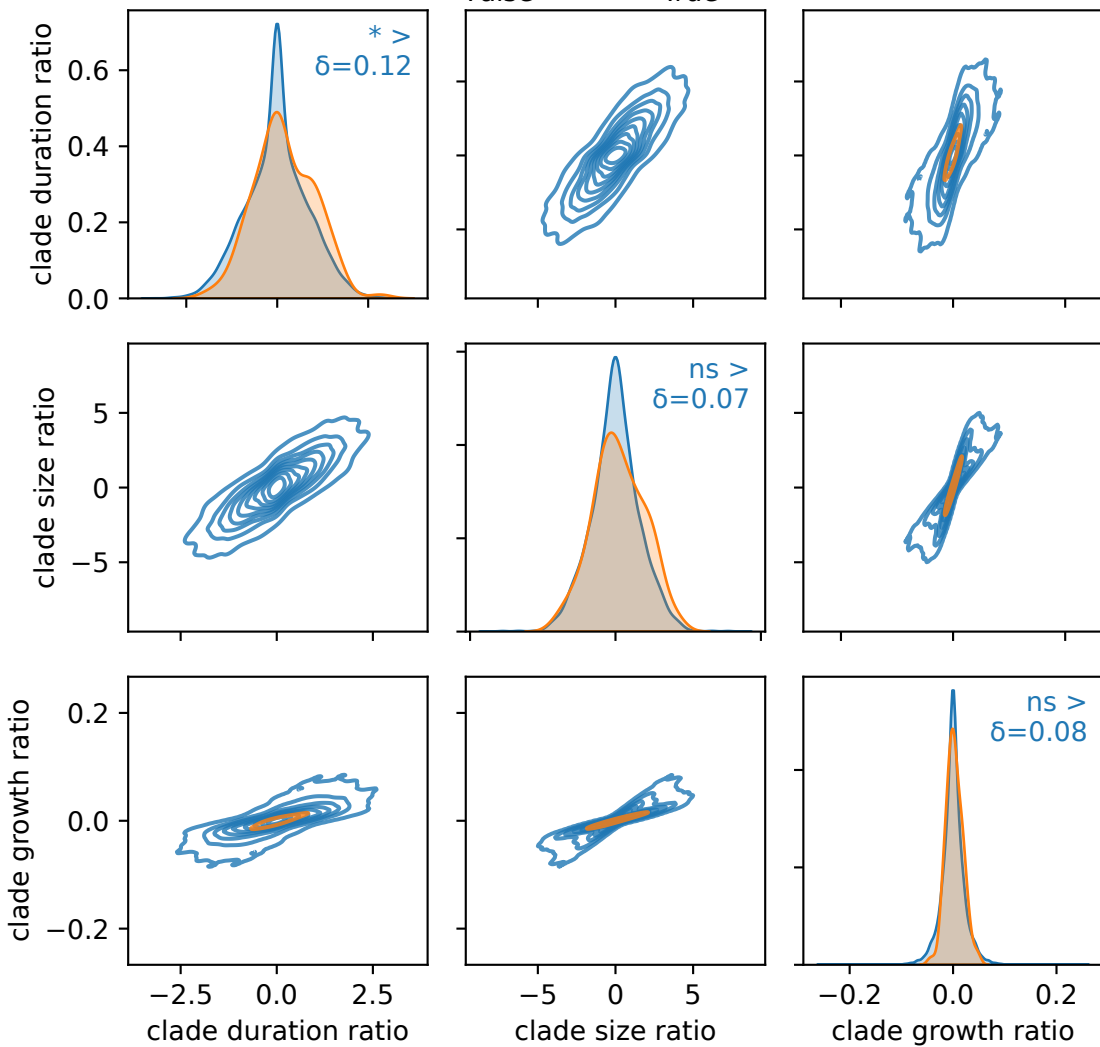 * >
δ=0.12
clade duration ratio
0.6
0.4
0.2
0.0
ns >
δ=0.07
clade size ratio
5
0
−5
ns >
δ=0.08
clade growth ratio
0.2
0.0
−0.2
−2.5 0.0 2.5 −5 0 5 −0.2 0.0 0.2
clade duration ratio clade size ratio clade growth ratio